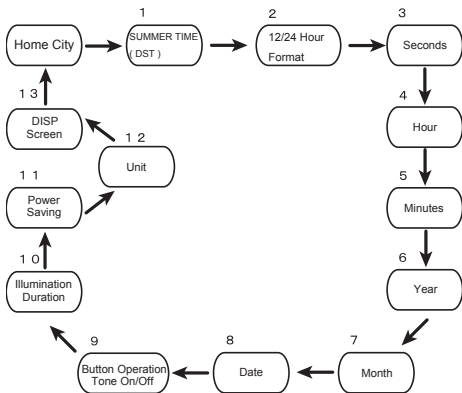 Home City
1
SUMMER TIME
( DST )
2
12/24 Hour
Format
3
Seconds
4
Hour
5
Minutes
6
Year
7
Month
8
Date
9
Button Operation
Tone On/Off
10
Illumination
Duration
11
Power
Saving
12
Unit
13
DISP
Screen